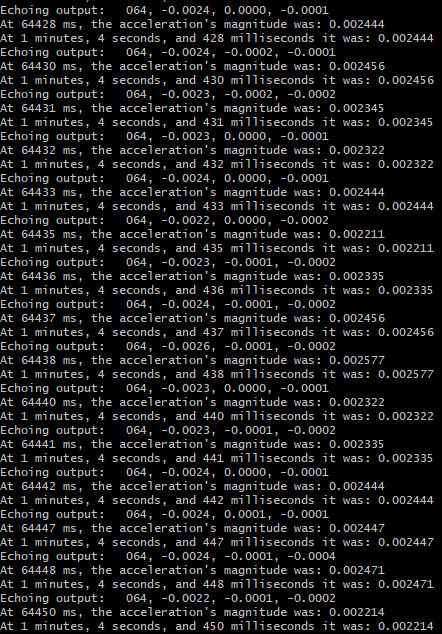 Echoing output:   064, -0.0024, 0.0000, -0.0001
At 64428 ms, the acceleration's magnitude was: 0.002444
At 1 minutes, 4 seconds, and 428 milliseconds it was: 0.002444
Echoing output:   064, -0.0024, -0.0002, -0.0001
At 64430 ms, the acceleration's magnitude was: 0.002456
At 1 minutes, 4 seconds, and 430 milliseconds it was: 0.002456
Echoing output:   064, -0.0023, -0.0002, -0.0002
At 64431 ms, the acceleration's magnitude was: 0.002345
At 1 minutes, 4 seconds, and 431 milliseconds it was: 0.002345
Echoing output:   064, -0.0023, 0.0000, -0.0001
At 64432 ms, the acceleration's magnitude was: 0.002322
At 1 minutes, 4 seconds, and 432 milliseconds it was: 0.002322
Echoing output:   064, -0.0024, 0.0000, -0.0001
At 64433 ms, the acceleration's magnitude was: 0.002444
At 1 minutes, 4 seconds, and 433 milliseconds it was: 0.002444
Echoing output:   064, -0.0022, 0.0000, -0.0002
At 64435 ms, the acceleration's magnitude was: 0.002211
At 1 minutes, 4 seconds, and 435 milliseconds it was: 0.002211
Echoing output:   064, -0.0023, -0.0001, -0.0002
At 64436 ms, the acceleration's magnitude was: 0.002335
At 1 minutes, 4 seconds, and 436 milliseconds it was: 0.002335
Echoing output:   064, -0.0024, -0.0001, -0.0002
At 64437 ms, the acceleration's magnitude was: 0.002456
At 1 minutes, 4 seconds, and 437 milliseconds it was: 0.002456
Echoing output:   064, -0.0026, -0.0001, -0.0002
At 64438 ms, the acceleration's magnitude was: 0.002577
At 1 minutes, 4 seconds, and 438 milliseconds it was: 0.002577
Echoing output:   064, -0.0023, 0.0000, -0.0001
At 64440 ms, the acceleration's magnitude was: 0.002322
At 1 minutes, 4 seconds, and 440 milliseconds it was: 0.002322
Echoing output:   064, -0.0023, -0.0001, -0.0002
At 64441 ms, the acceleration's magnitude was: 0.002335
At 1 minutes, 4 seconds, and 441 milliseconds it was: 0.002335
Echoing output:   064, -0.0024, 0.0000, -0.0001
At 64442 ms, the acceleration's magnitude was: 0.002444
At 1 minutes, 4 seconds, and 442 milliseconds it was: 0.002444
Echoing output:   064, -0.0024, 0.0001, -0.0001
At 64447 ms, the acceleration's magnitude was: 0.002447
At 1 minutes, 4 seconds, and 447 milliseconds it was: 0.002447
Echoing output:   064, -0.0024, -0.0001, -0.0004
At 64448 ms, the acceleration's magnitude was: 0.002471
At 1 minutes, 4 seconds, and 448 milliseconds it was: 0.002471
Echoing output:   064, -0.0022, -0.0001, -0.0002
At 64450 ms, the acceleration's magnitude was: 0.002214
At 1 minutes, 4 seconds, and 450 milliseconds it was: 0.002214